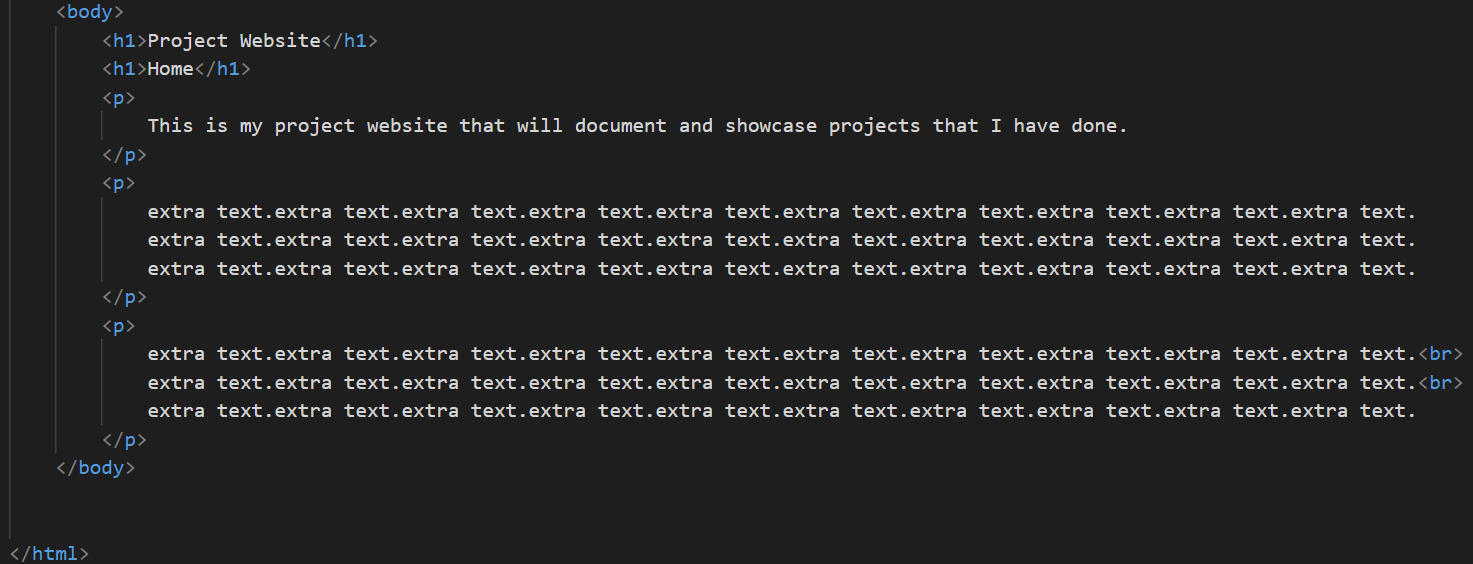 <body>
<h1>Project Website</h1>
<h1>Home</h1>
<p>
This is my project website that will document and showcase projects that I have done.
</p>
<p>
extra text.extra text.extra text.extra text.extra text.extra text.extra text.extra text.extra text.extra text.
extra text.extra text.extra text.extra text.extra text.extra text.extra text.extra text.extra text.extra text.
extra text.extra text.extra text.extra text.extra text.extra text.extra text.extra text.extra text.extra text.
</p>
<p>
extra text.extra text.extra text.extra text.extra text.extra text.extra text.extra text.extra text.extra text.<br>
extra text.extra text.extra text.extra text.extra text.extra text.extra text.extra text.extra text.extra text.<br>
extra text.extra text.extra text.extra text.extra text.extra text.extra text.extra text.extra text.extra text.
</p>
</body>
</html>